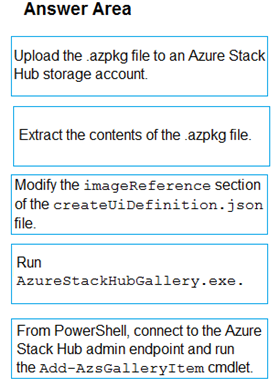 Answer Area
Upload the .azpkg file to an Azure Stack
Hub storage account.
Extract the contents of the .azpkg file.
Modify the imageReference section
of the createUiDefinition.json
file.
Run
AzureStackHubGallery.exe.
From PowerShell, connect to the Azure
Stack Hub admin endpoint and run
the Add-AzsGalleryItem cmdlet.